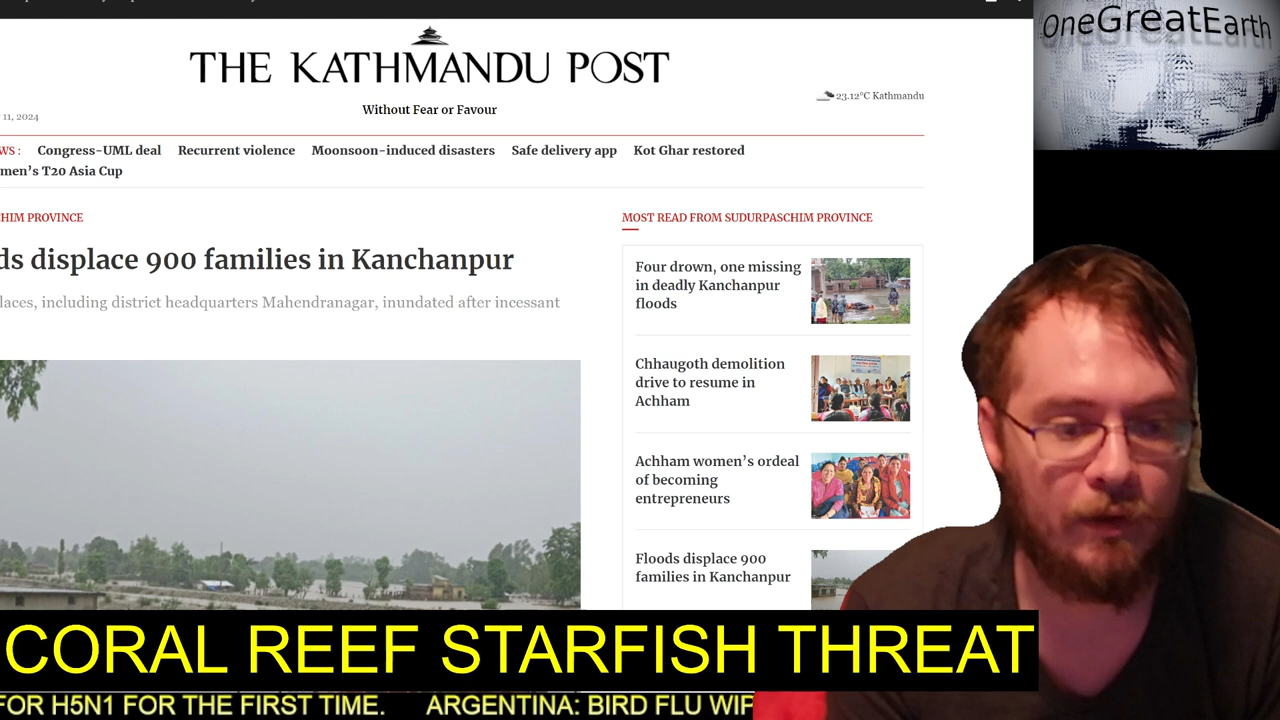 OneGreatEarth
THE KATHMANDU POST
Without Fear or Favour
23.12°C Kathmandu
11, 2024
WS : Congress-UML deal Recurrent violence Moonsoon-induced disasters Safe delivery app Kot Ghar restored
men's T20 Asia Cup
HIM PROVINCE
MOST READ FROM SUDURPASCHIM PROVINCE
ds displace 900 families in Kanchanpur
laces, including district headquarters Mahendranagar, inundated after incessant
Four drown, one missing
in deadly Kanchanpur
floods
Chhaugoth demolition
drive to resume in
Achham
Achham women's ordeal
of becoming
entrepreneurs
Floods displace 900
families in Kanchanpur
CORAL REEF STARFISH THREAT
FOR H5N1 FOR THE FIRST TIME. ARGENTINA: BIRD FLU WIP